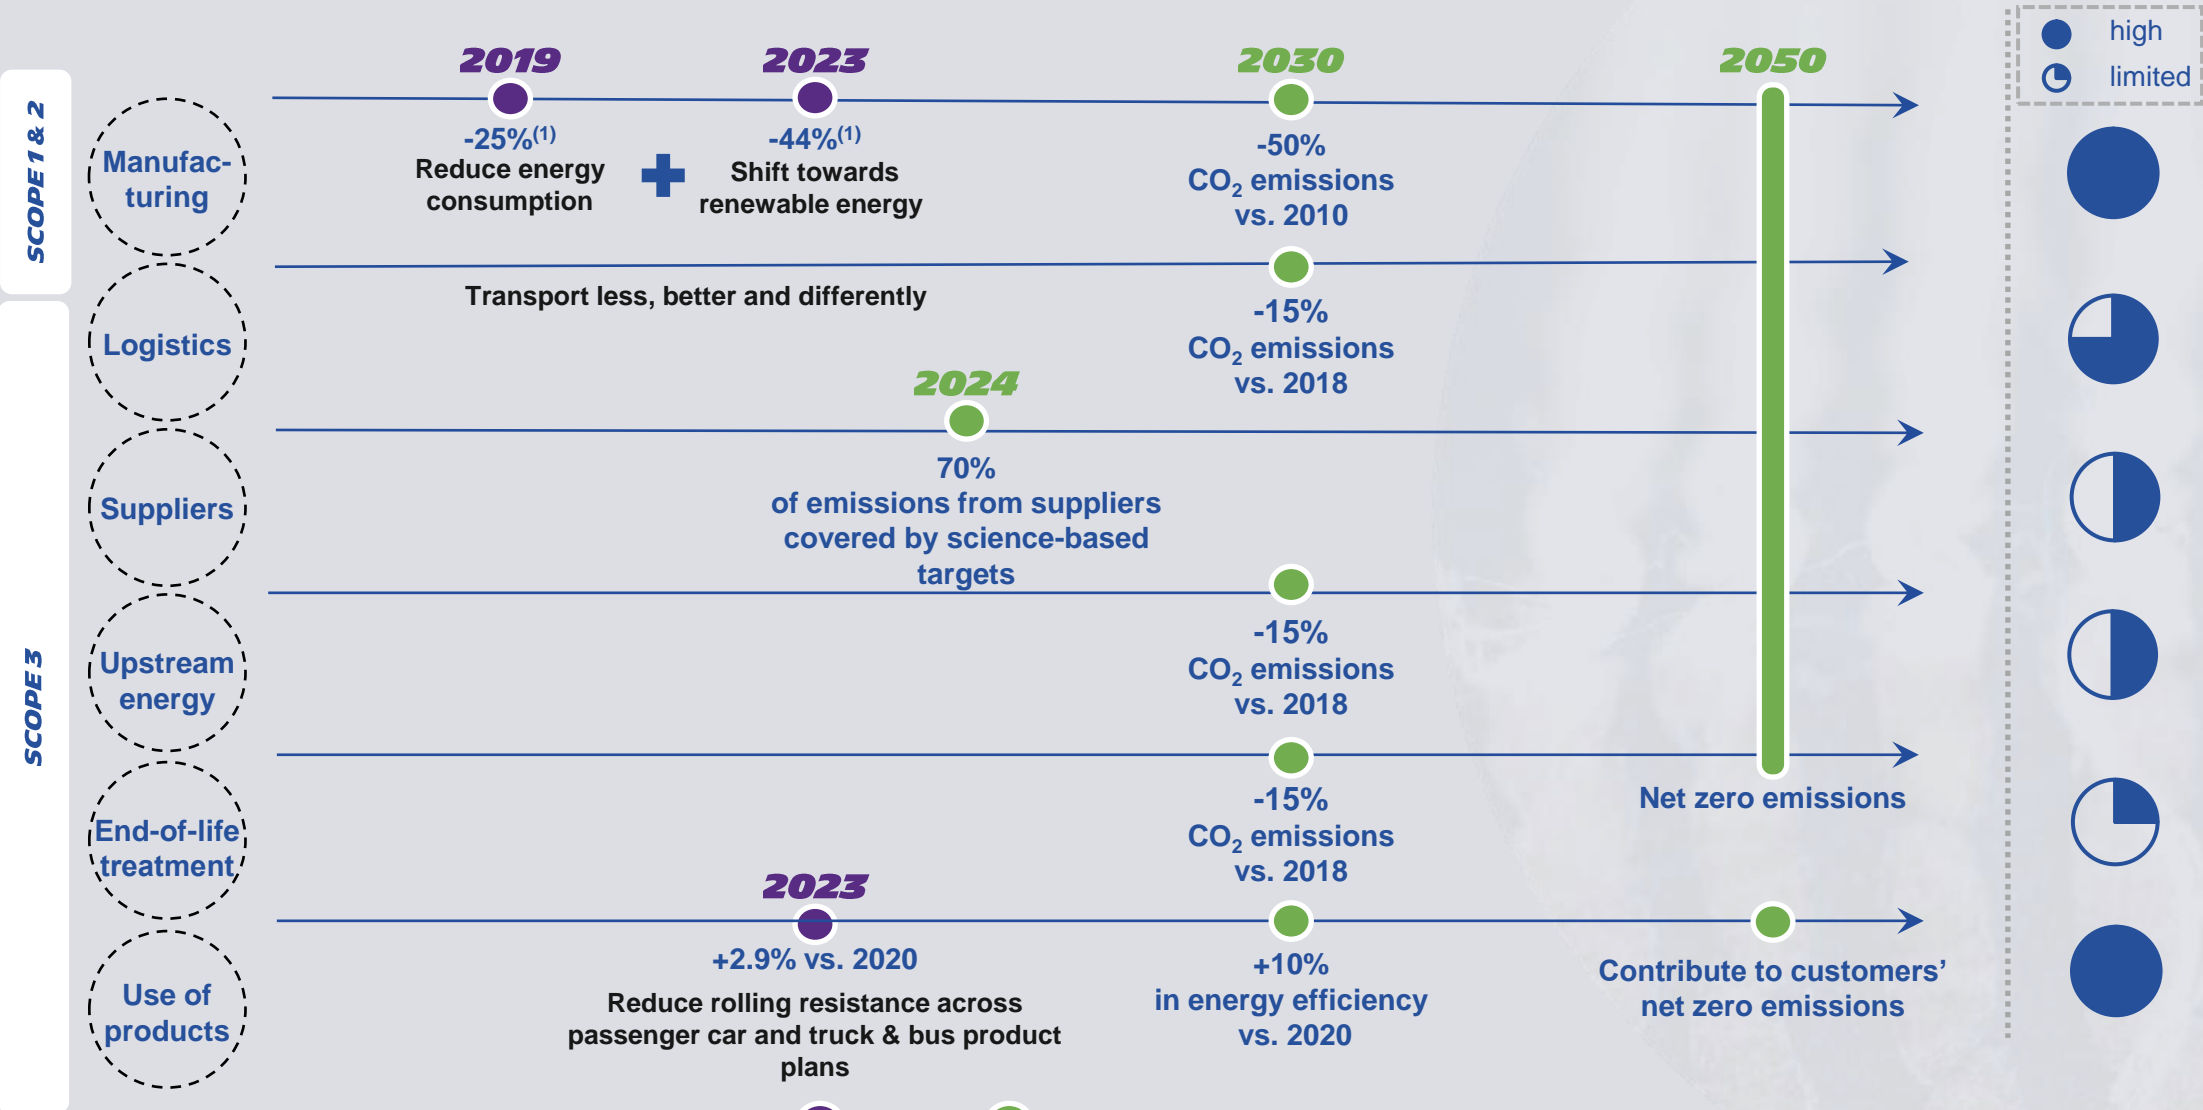 high
limited
2019
2023
2030
2050
SCOPE 1 & 2
Manufac-
turing
-25%(1)
Reduce energy
consumption
-44%(1)
Shift towards
renewable energy
-50%
CO2 emissions
vs. 2010
Logistics
Transport less, better and differently
-15%
CO2 emissions
vs. 2018
SCOPE 3
Suppliers
2024
70%
of emissions from suppliers
covered by science-based
targets
Upstream
energy
-15%
CO2 emissions
vs. 2018
End-of-life
treatment
-15%
CO2 emissions
vs. 2018
Net zero emissions
Use of
products
2023
+2.9% vs. 2020
Reduce rolling resistance across
passenger car and truck & bus product
plans
+10%
in energy efficiency
vs. 2020
Contribute to customers’
net zero emissions